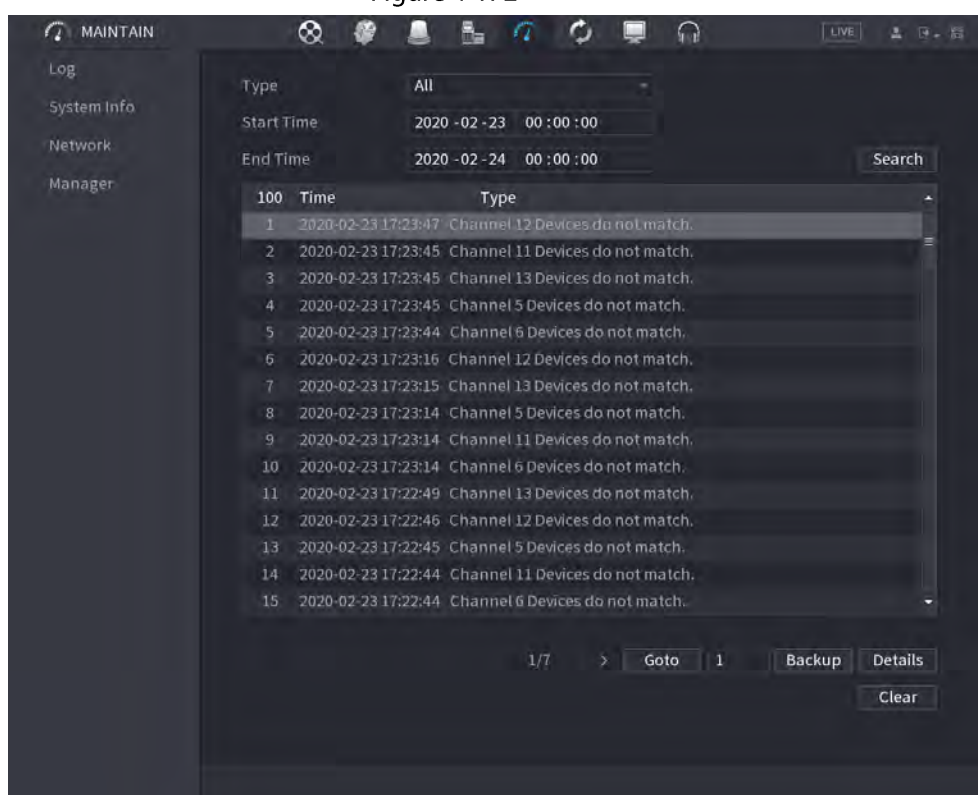 MAINTAIN LIVE
Log
System Info
Network
Manager
Type All
Start Time 2020 -02 -23 00 :00 :00
End Time 2020 -02 -24 00 :00 :00
Search
100 Time Type
1 2020-02-23 17:23:47 Channel 12 Devices do not match.
2 2020-02-23 17:23:45 Channel 11 Devices do not match.
3 2020-02-23 17:23:45 Channel 13 Devices do not match.
4 2020-02-23 17:23:45 Channel 5 Devices do not match.
5 2020-02-23 17:23:44 Channel 6 Devices do not match.
6 2020-02-23 17:23:16 Channel 12 Devices do not match.
7 2020-02-23 17:23:15 Channel 13 Devices do not match.
8 2020-02-23 17:23:14 Channel 5 Devices do not match.
9 2020-02-23 17:23:14 Channel 11 Devices do not match.
10 2020-02-23 17:23:14 Channel 6 Devices do not match.
11 2020-02-23 17:22:49 Channel 13 Devices do not match.
12 2020-02-23 17:22:46 Channel 12 Devices do not match.
13 2020-02-23 17:22:45 Channel 5 Devices do not match.
14 2020-02-23 17:22:44 Channel 11 Devices do not match.
15 2020-02-23 17:22:44 Channel 6 Devices do not match.
1/7 > Goto 1 Backup Details
Clear